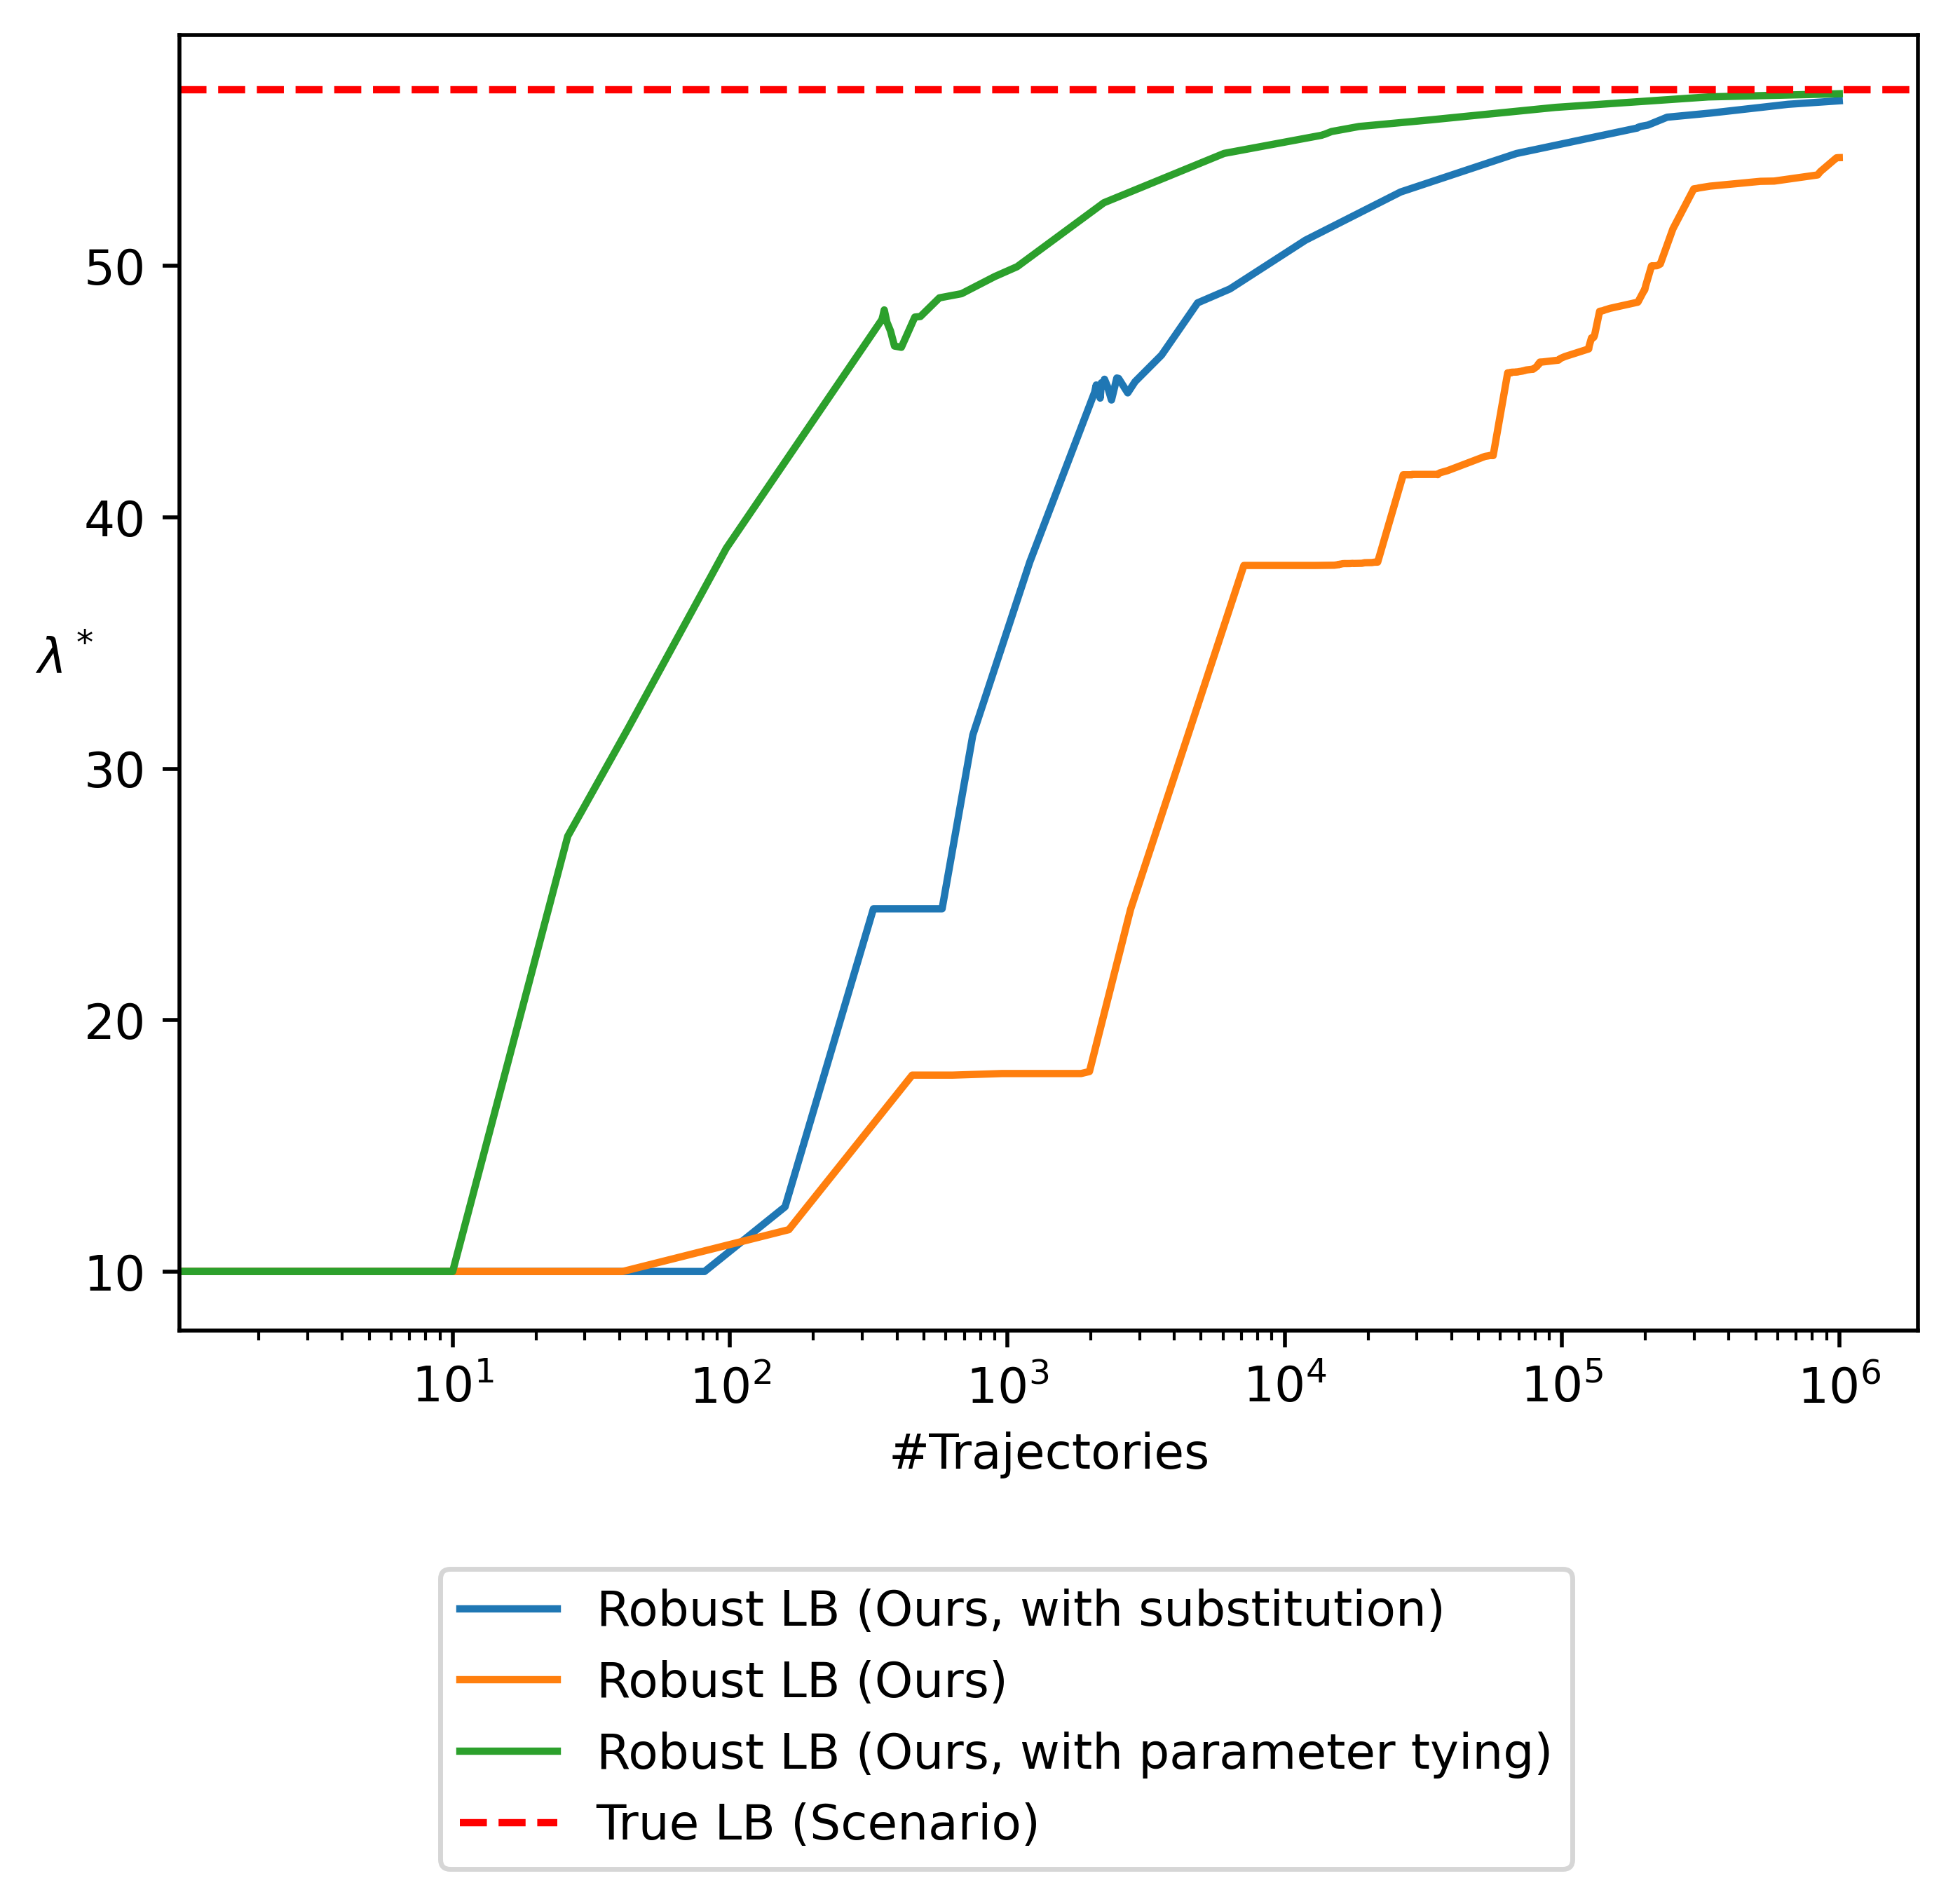 50
40
30
20
10
λ*
10¹ 10² 10³ 10⁴ 10⁵ 10⁶
#Trajectories
Robust LB (Ours, with substitution)
Robust LB (Ours)
Robust LB (Ours, with parameter tying)
True LB (Scenario)